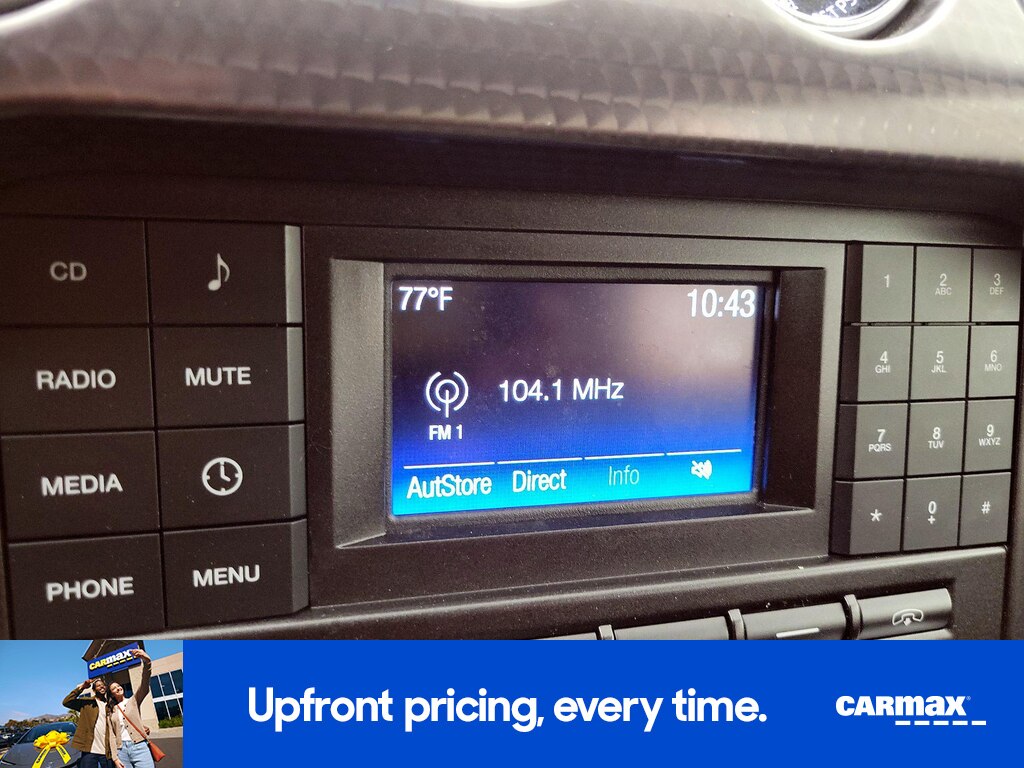 CD
RADIO
MUTE
MEDIA
PHONE
MENU
77°F
10:43
104.1 MHz
FM 1
AutStore Direct Info
1
2
ABC
3
DEF
4
GHI
5
JKL
6
MNO
7
PQRS
8
TUV
9
WXYZ
*
0
+
#
CARMAX
Upfront pricing, every time.
CARMAX